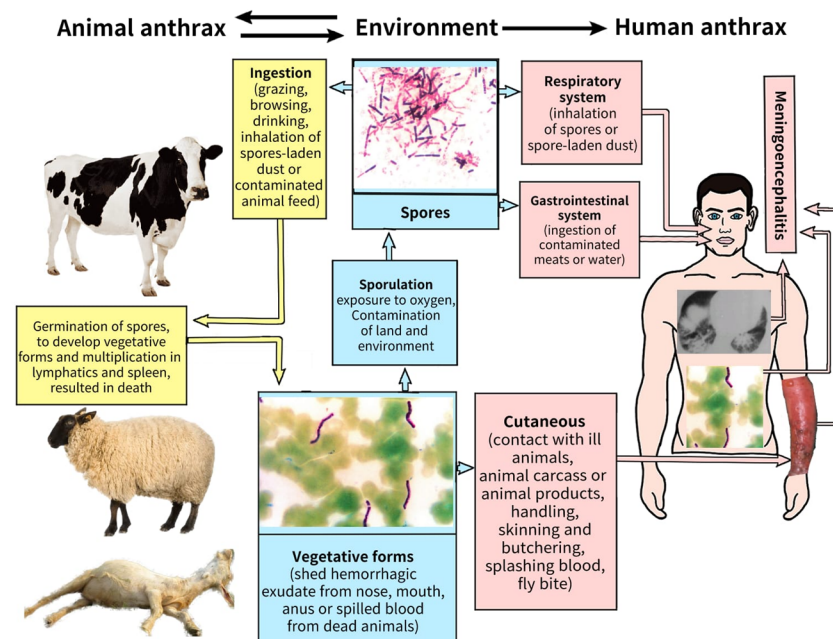 Animal anthrax
Environment
Human anthrax
Ingestion
(grazing,
browsing,
drinking,
inhalation of
spores-laden
dust or
contaminated
animal feed)
Spores
Respiratory
system
(inhalation
of spores or
spore-laden dust)
Gastrointestinal
system
(ingestion of
contaminated
meats or water)
Meningoencephalitis
Sporulation
exposure to oxygen,
Contamination
of land and
environment
Germination of spores,
to develop vegetative
forms and multiplication in
lymphatics and spleen,
resulted in death
Vegetative forms
(shed hemorrhagic
exudate from nose, mouth,
anus or spilled blood
from dead animals)
Cutaneous
(contact with ill
animals,
animal carcass or
animal products,
handling,
skinning and
butchering,
splashing blood,
fly bite)